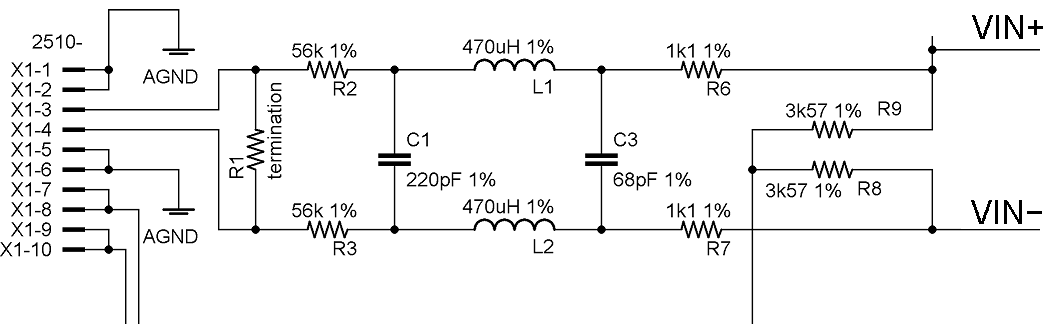 2510-
X1-1
X1-2
X1-3
X1-4
X1-5
X1-6
X1-7
X1-8
X1-9
X1-10
AGND
AGND
R1
termination
56k 1%
R2
56k 1%
R3
C1
220pF 1%
470uH 1%
L1
470uH 1%
L2
C3
68pF 1%
1k1 1%
R6
1k1 1%
R7
3k57 1%
R9
3k57 1%
R8
VIN+
VIN−